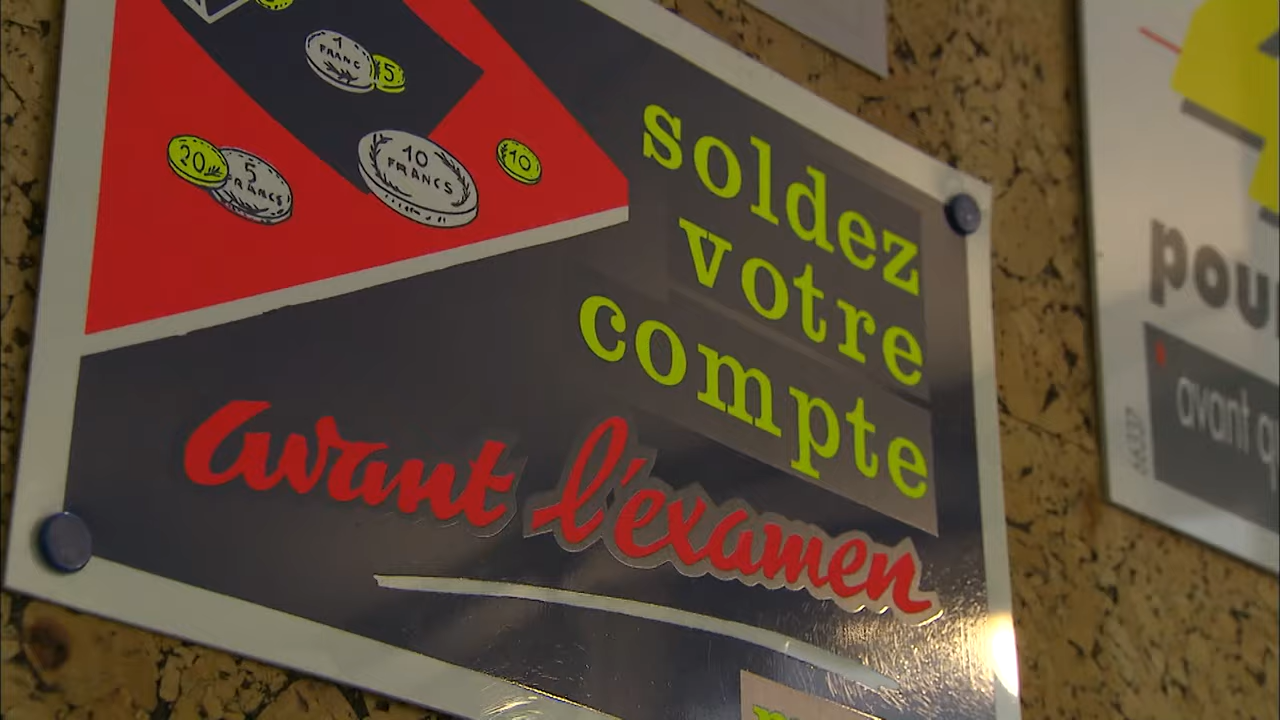 1
FRANC
5
20
5
FRANCS
10
FRANCS
10
soldez
votre
compte
avant l'examen
pou
avant q